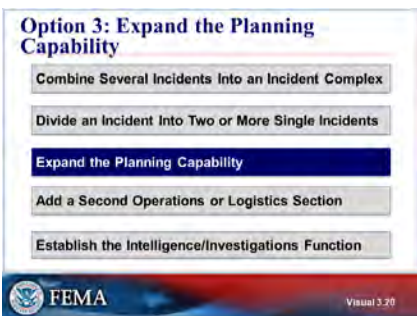 Option 3: Expand the Planning
Capability
Combine Several Incidents Into an Incident Complex
Divide an Incident Into Two or More Single Incidents
Expand the Planning Capability
Add a Second Operations or Logistics Section
Establish the Intelligence/Investigations Function
FEMA
Visual 3.20